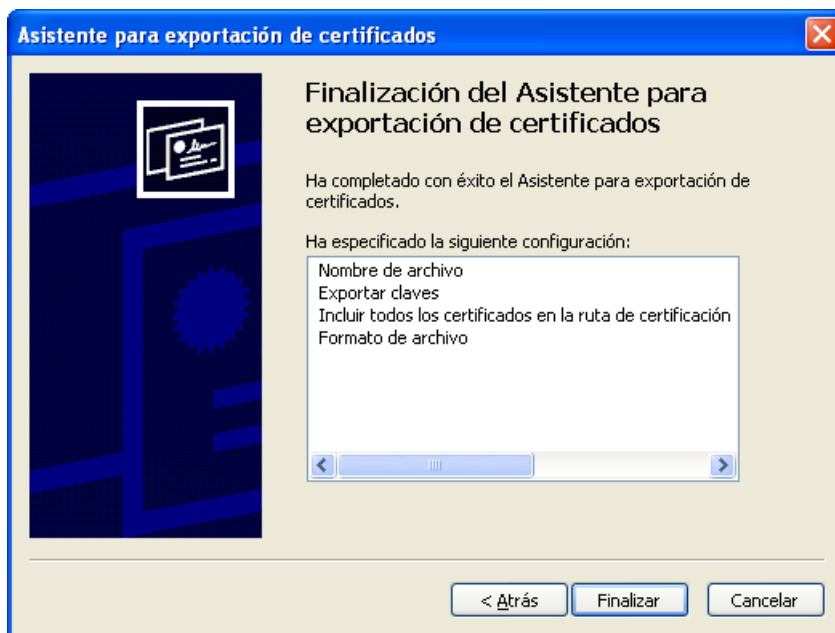 Asistente para exportación de certificados
Finalización del Asistente para
exportación de certificados
Ha completado con éxito el Asistente para exportación de
certificados.
Ha especificado la siguiente configuración:
Nombre de archivo
Exportar claves
Incluir todos los certificados en la ruta de certificación
Formato de archivo
< Atrás
Finalizar
Cancelar